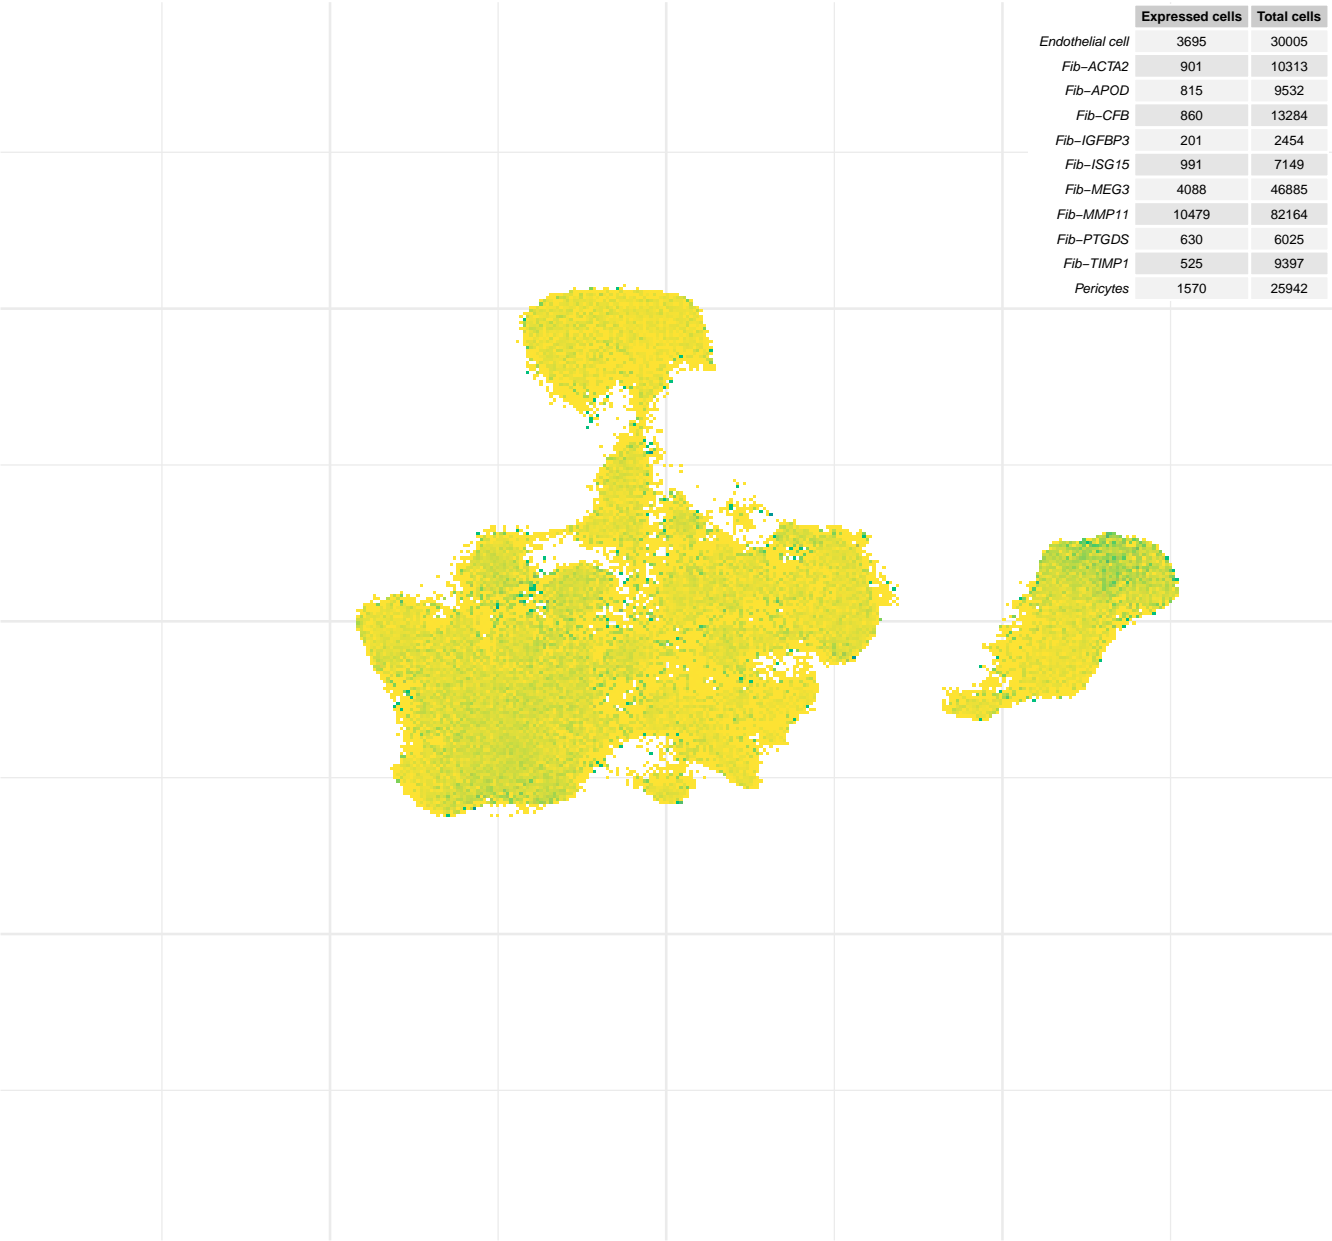 Expressed cells Total cells
Endothelial cell 3695 30005
Fib−ACTA2 901 10313
Fib−APOD 815 9532
Fib−CFB 860 13284
Fib−IGFBP3 201 2454
Fib−ISG15 991 7149
Fib−MEG3 4088 46885
Fib−MMP11 10479 82164
Fib−PTGDS 630 6025
Fib−TIMP1 525 9397
Pericytes 1570 25942